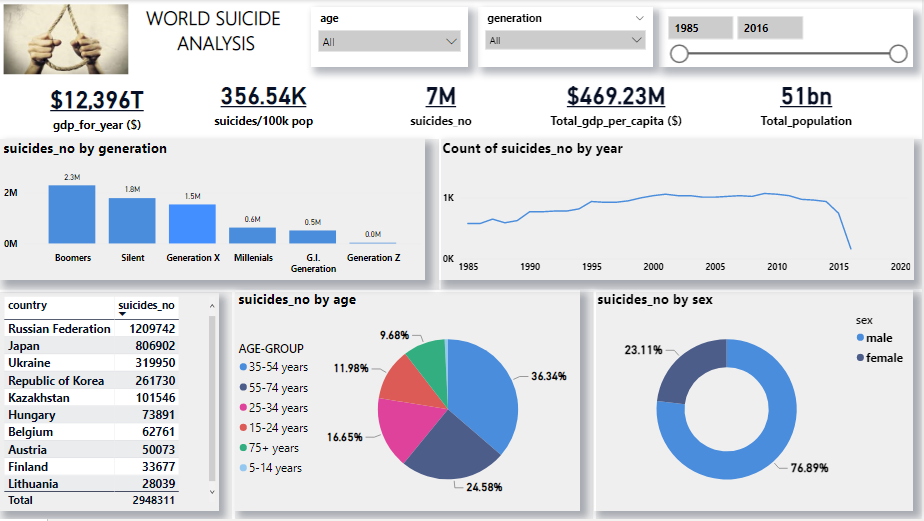 WORLD SUICIDE
ANALYSIS
age
All
generation
All
1985
2016
$12,396T
gdp_for_year ($)
356.54K
suicides/100k pop
7M
suicides_no
$469.23M
Total_gdp_per_capita ($)
51bn
Total_population
suicides_no by generation
2M
0M
2.3M
1.8M
1.5M
0.6M
0.5M
0.0M
Boomers
Silent
Generation X
Millenials
G.I.
Generation
Generation Z
Count of suicides_no by year
1K
0K
1985
1990
1995
2000
2005
2010
2015
2020
country suicides_no
Russian Federation 1209742
Japan 806902
Ukraine 319950
Republic of Korea 261730
Kazakhstan 101546
Hungary 73891
Belgium 62761
Austria 50073
Finland 33677
Lithuania 28039
Total 2948311
suicides_no by age
AGE-GROUP
35-54 years
55-74 years
25-34 years
15-24 years
75+ years
5-14 years
9.68%
11.98%
16.65%
24.58%
36.34%
suicides_no by sex
sex
male
female
23.11%
76.89%